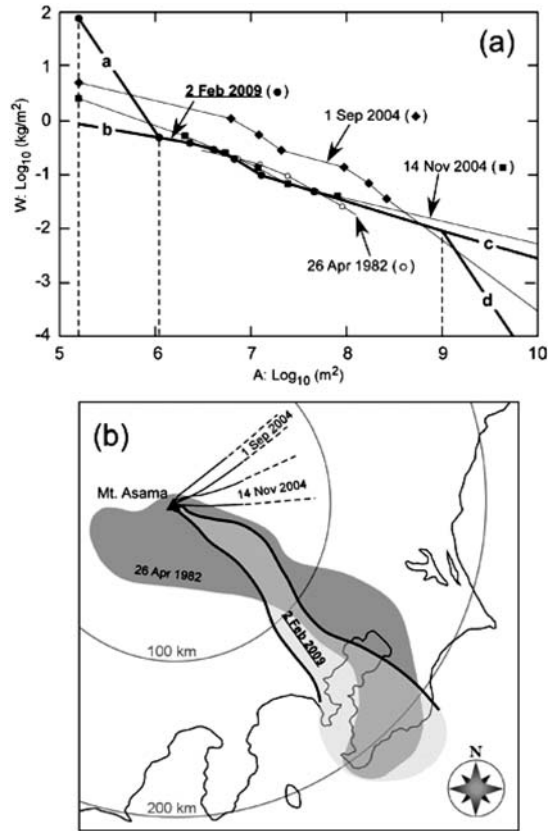 (a)
2
1
0
-1
-2
-3
-4
W: Log10 (kg/m²)
a
b
2 Feb 2009 (●)
1 Sep 2004 (◆)
14 Nov 2004 (■)
26 Apr 1982 (○)
c
d
5 6 7 8 9 10
A: Log10 (m²)
(b)
1 Sep 2004
Mt. Asama
14 Nov 2004
26 Apr 1982
2 Feb 2009
100 km
200 km
N